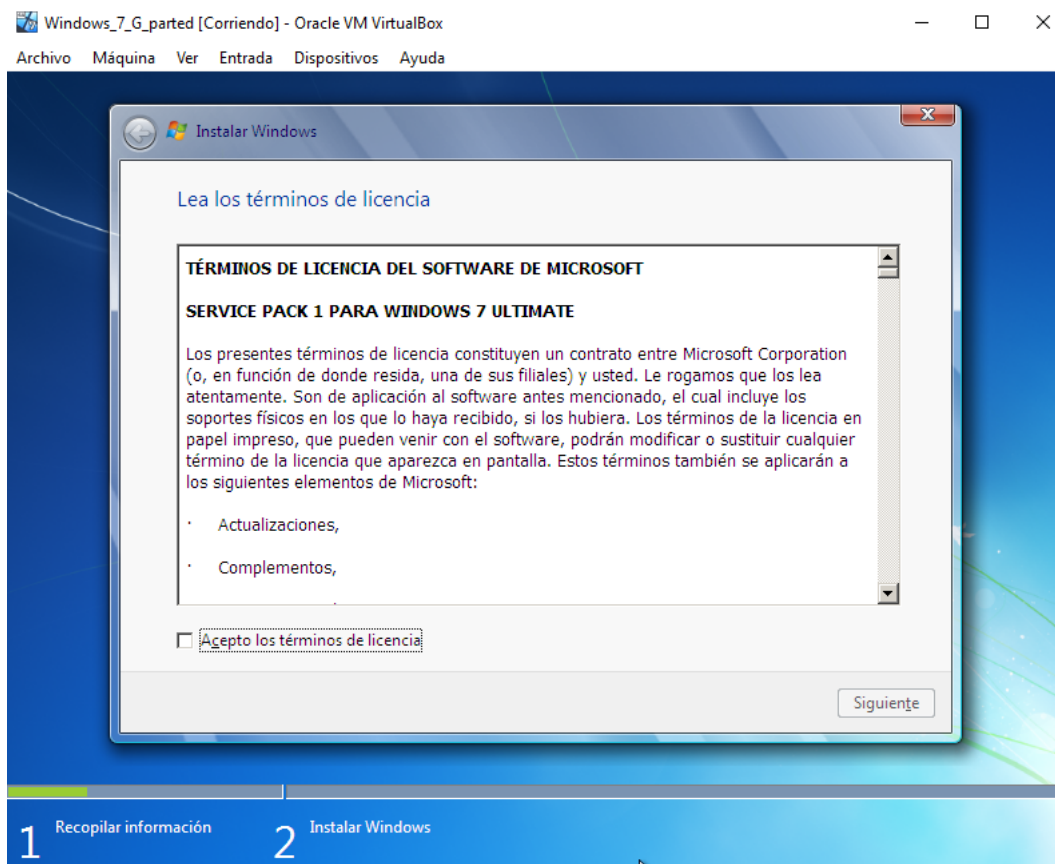 Windows_7_G_parted [Corriendo] - Oracle VM VirtualBox
Archivo Máquina Ver Entrada Dispositivos Ayuda
Instalar Windows
Lea los términos de licencia
TÉRMINOS DE LICENCIA DEL SOFTWARE DE MICROSOFT
SERVICE PACK 1 PARA WINDOWS 7 ULTIMATE
Los presentes términos de licencia constituyen un contrato entre Microsoft Corporation
(o, en función de donde resida, una de sus filiales) y usted. Le rogamos que los lea
atentamente. Son de aplicación al software antes mencionado, el cual incluye los
soportes físicos en los que lo haya recibido, si los hubiera. Los términos de la licencia en
papel impreso, que pueden venir con el software, podrán modificar o sustituir cualquier
término de la licencia que aparezca en pantalla. Estos términos también se aplicarán a
los siguientes elementos de Microsoft:
· Actualizaciones,
· Complementos,
Acepto los términos de licencia
Siguiente
1 Recopilar información
2 Instalar Windows